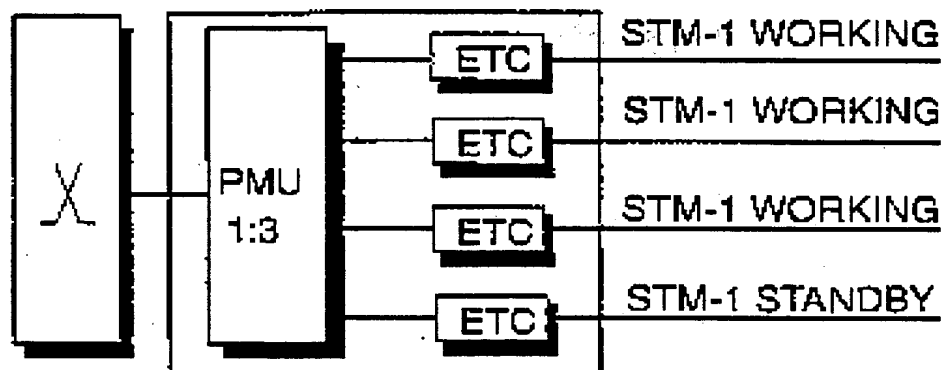 STM-1 WORKING
ETC
STM-1 WORKING
ETC
PMU
1:3
STM-1 WORKING
ETC
STM-1 STANDBY
ETC